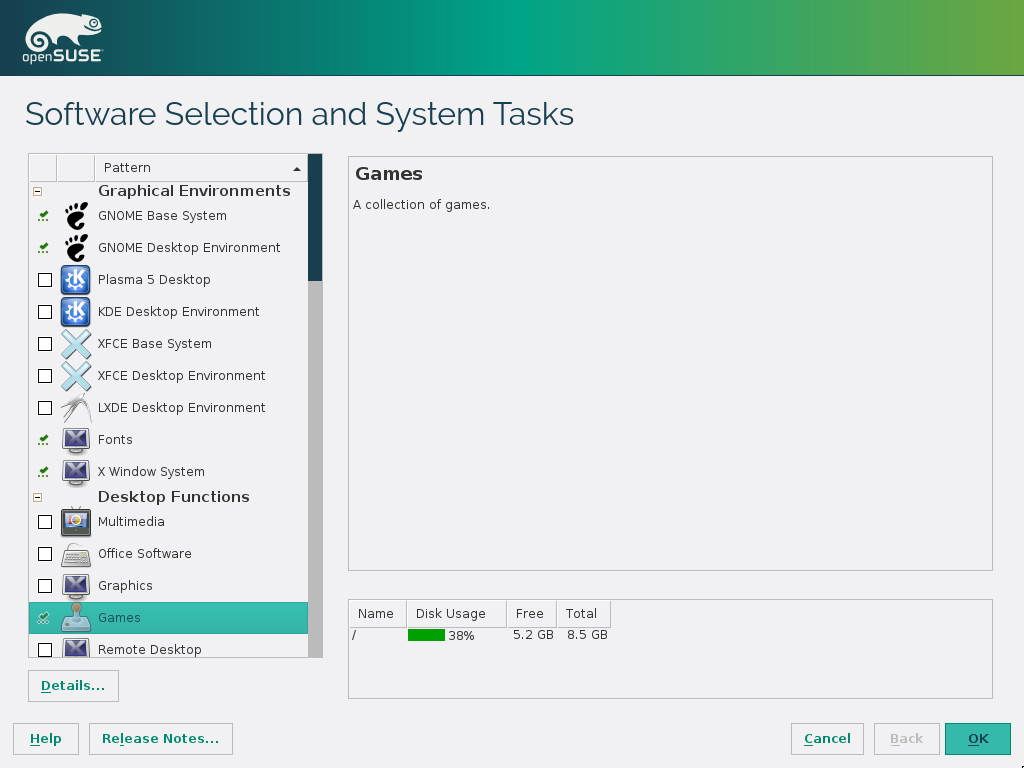 openSUSE
Software Selection and System Tasks
Pattern
Graphical Environments
GNOME Base System
GNOME Desktop Environment
Plasma 5 Desktop
KDE Desktop Environment
XFCE Base System
XFCE Desktop Environment
LXDE Desktop Environment
Fonts
X Window System
Desktop Functions
Multimedia
Office Software
Graphics
Games
Remote Desktop
Details...
Games
A collection of games.
Name Disk Usage Free Total
/ 38% 5.2 GB 8.5 GB
Help Release Notes... Cancel Back OK